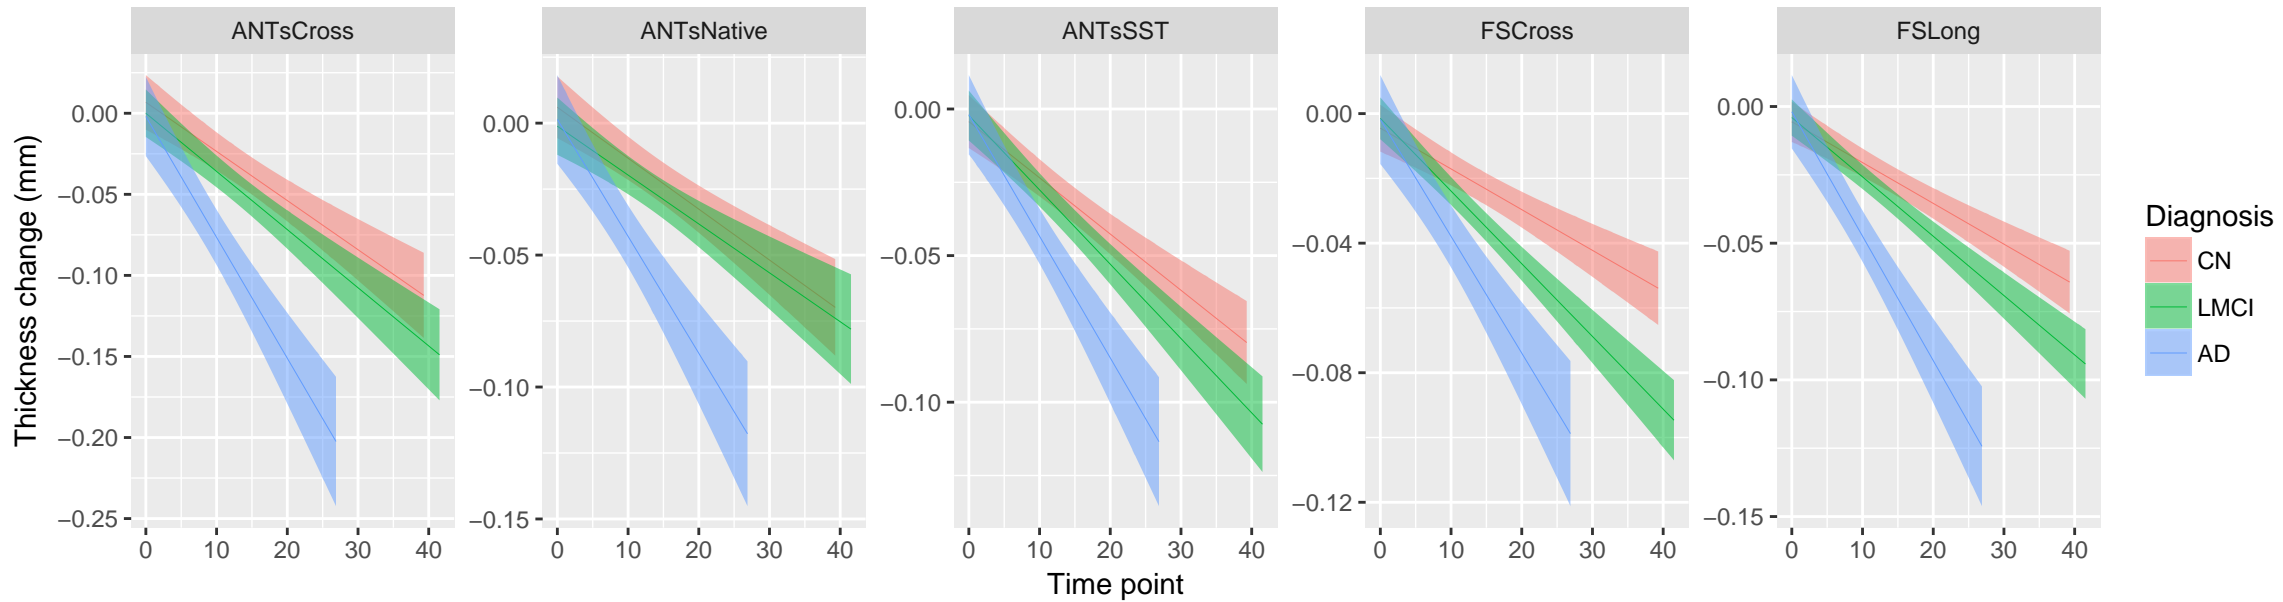 ANTsCross
ANTsNative
ANTsSST
FSCross
FSLong
Thickness change (mm)
0.00
−0.05
−0.10
−0.15
−0.20
−0.25
0 10 20 30 40
0.00
−0.05
−0.10
−0.15
0 10 20 30 40
0.00
−0.05
−0.10
0 10 20 30 40
0.00
−0.04
−0.08
−0.12
0 10 20 30 40
0.00
−0.05
−0.10
−0.15
0 10 20 30 40
Time point
Diagnosis
CN
LMCI
AD